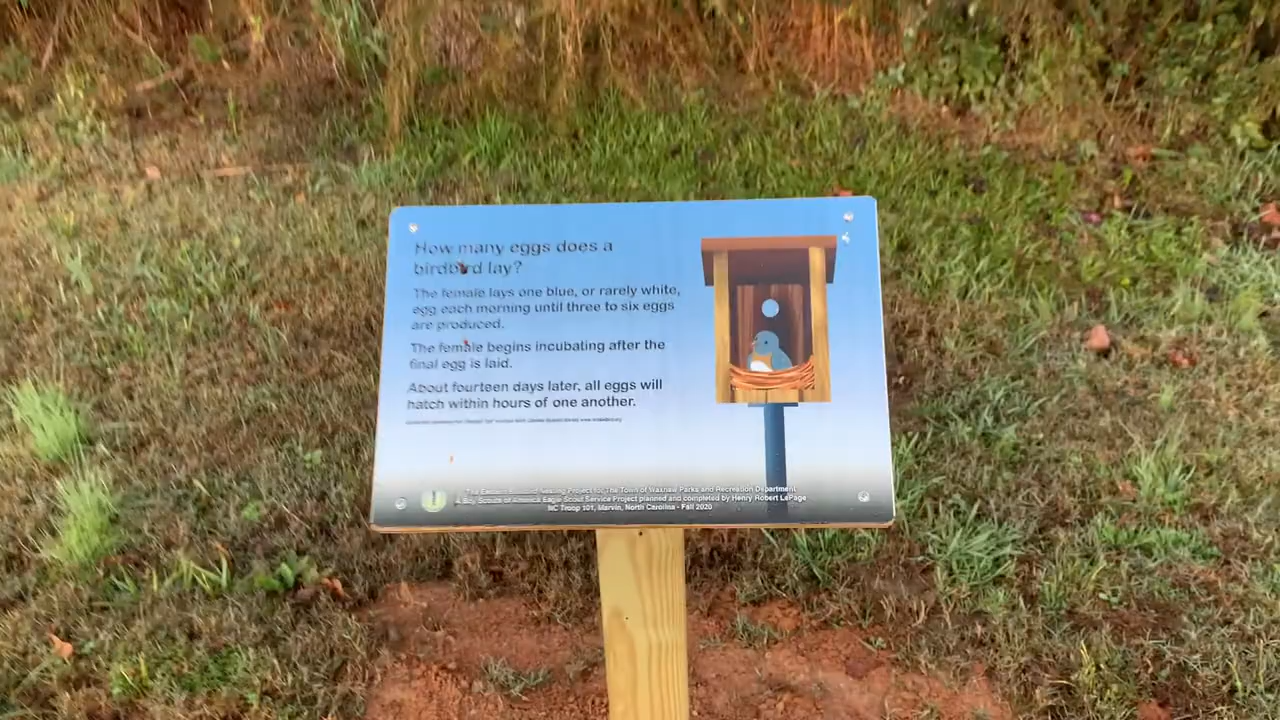 How many eggs does a
birdbird lay?
The female lays one blue, or rarely white,
egg each morning until three to six eggs
are produced.
The female begins incubating after the
final egg is laid.
About fourteen days later, all eggs will
hatch within hours of one another.
The Eastern Nesting Project for The Town of Waxhaw Parks and Recreation Department
A Boy Scouts of America Eagle Scout Service Project planned and completed by Henry Robert LePage
NC Troop 101, Marvin, North Carolina - Fall 2020